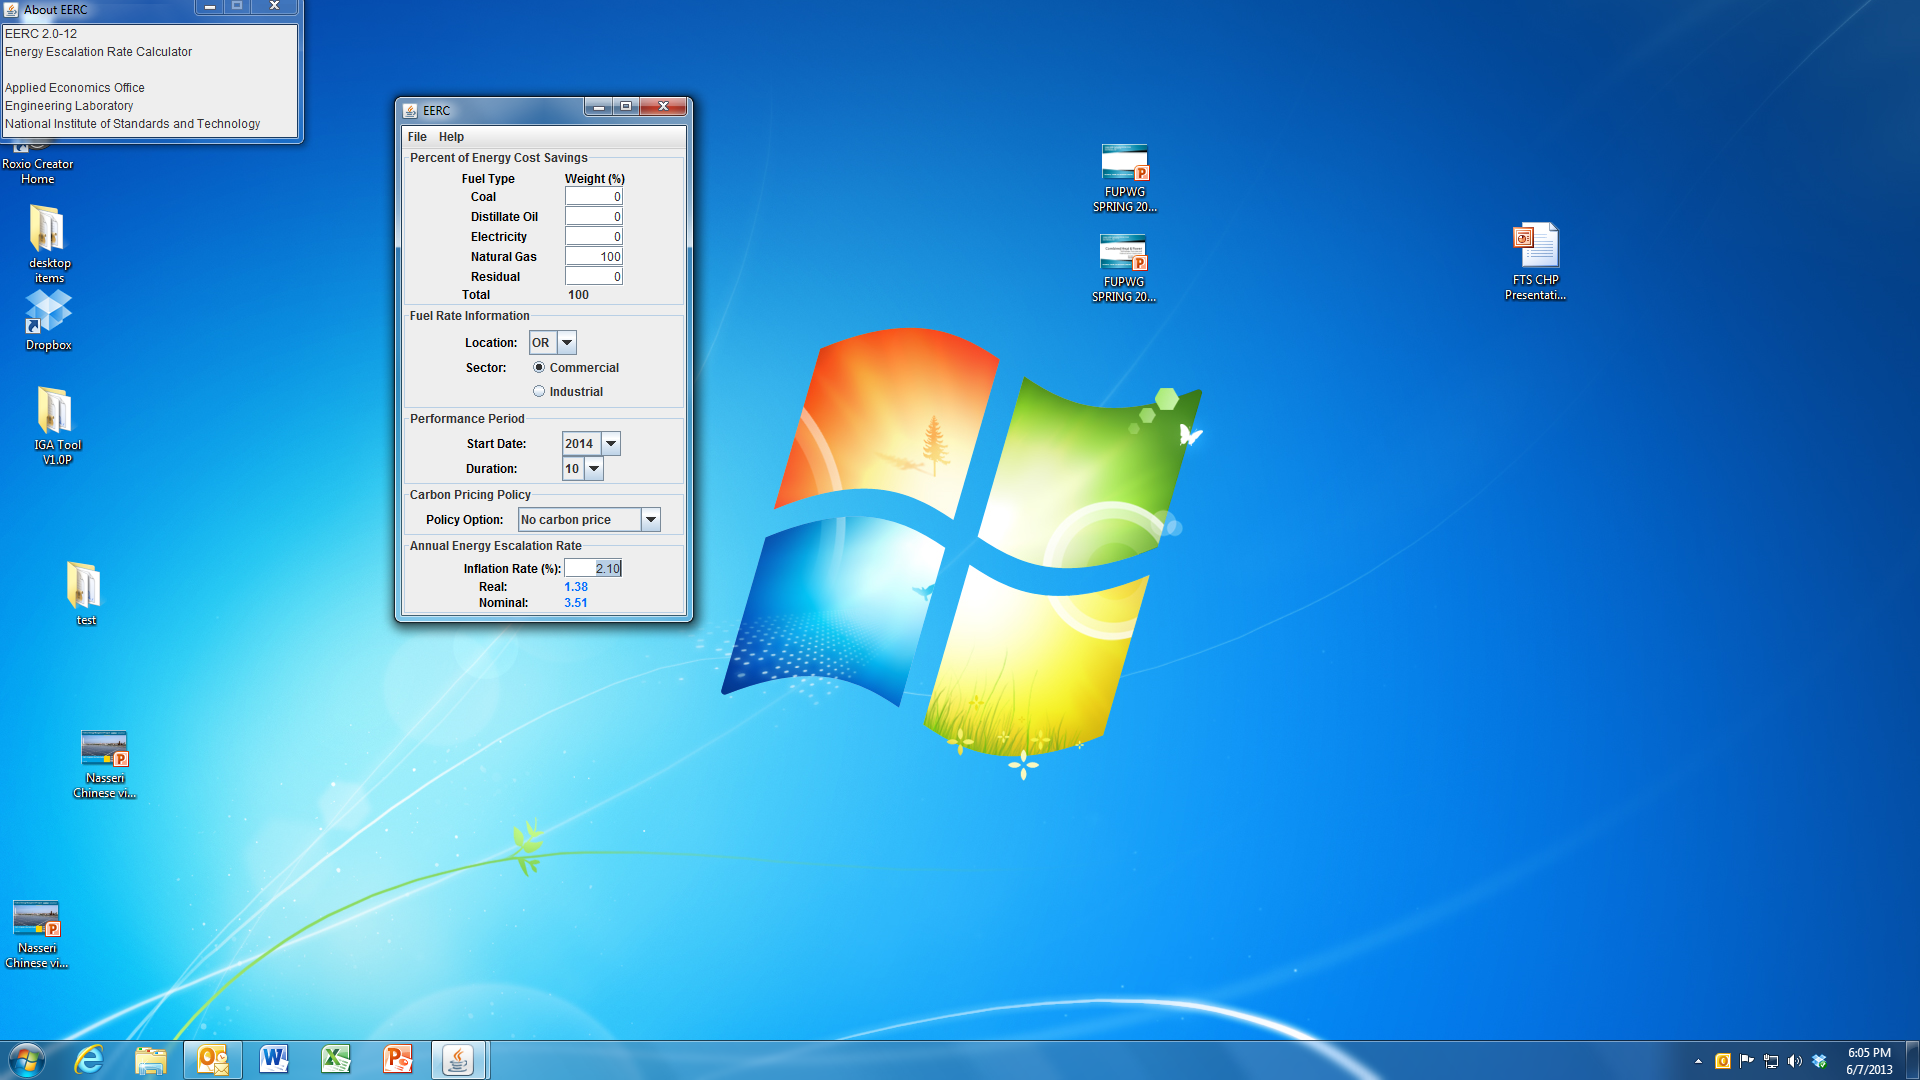 About EERC
EERC 2.0-12
Energy Escalation Rate Calculator
Applied Economics Office
Engineering Laboratory
National Institute of Standards and Technology
Roxio Creator
Home
desktop
items
Dropbox
IGA Tool
V1.0P
test
Nasseri
Chinese vi...
Nasseri
Chinese vi...
EERC
File Help
Percent of Energy Cost Savings
Fuel Type Weight (%)
Coal 0
Distillate Oil 0
Electricity 0
Natural Gas 100
Residual 0
Total 100
Fuel Rate Information
Location: OR
Sector: Commercial
Industrial
Performance Period
Start Date: 2014
Duration: 10
Carbon Pricing Policy
Policy Option: No carbon price
Annual Energy Escalation Rate
Inflation Rate (%): 2.10
Real: 1.38
Nominal: 3.51
FUPWG
SPRING 20...
FUPWG
SPRING 20...
FTS CHP
Presentati...
6:05 PM
6/7/2013